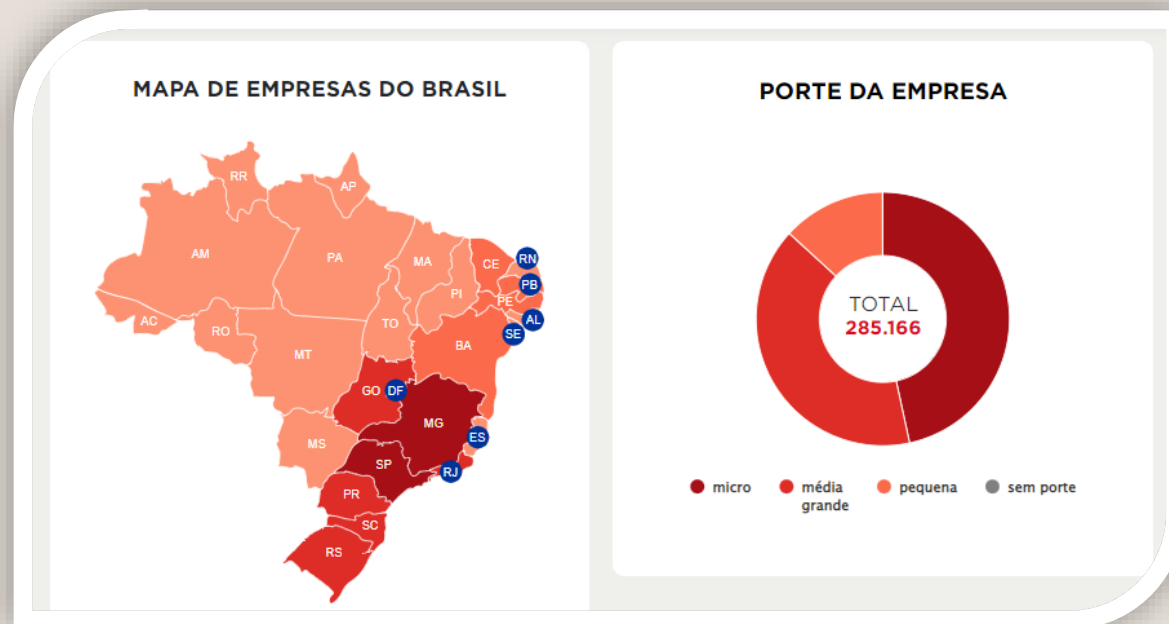 MAPA DE EMPRESAS DO BRASIL
RR
AP
AM
PA
MA
CE
RN
PB
PI
PE
AC
RO
TO
AL
SE
MT
BA
GO
DF
MG
MS
ES
SP
RJ
PR
SC
RS
PORTE DA EMPRESA
TOTAL
285.166
micro
média
grande
pequena
sem porte